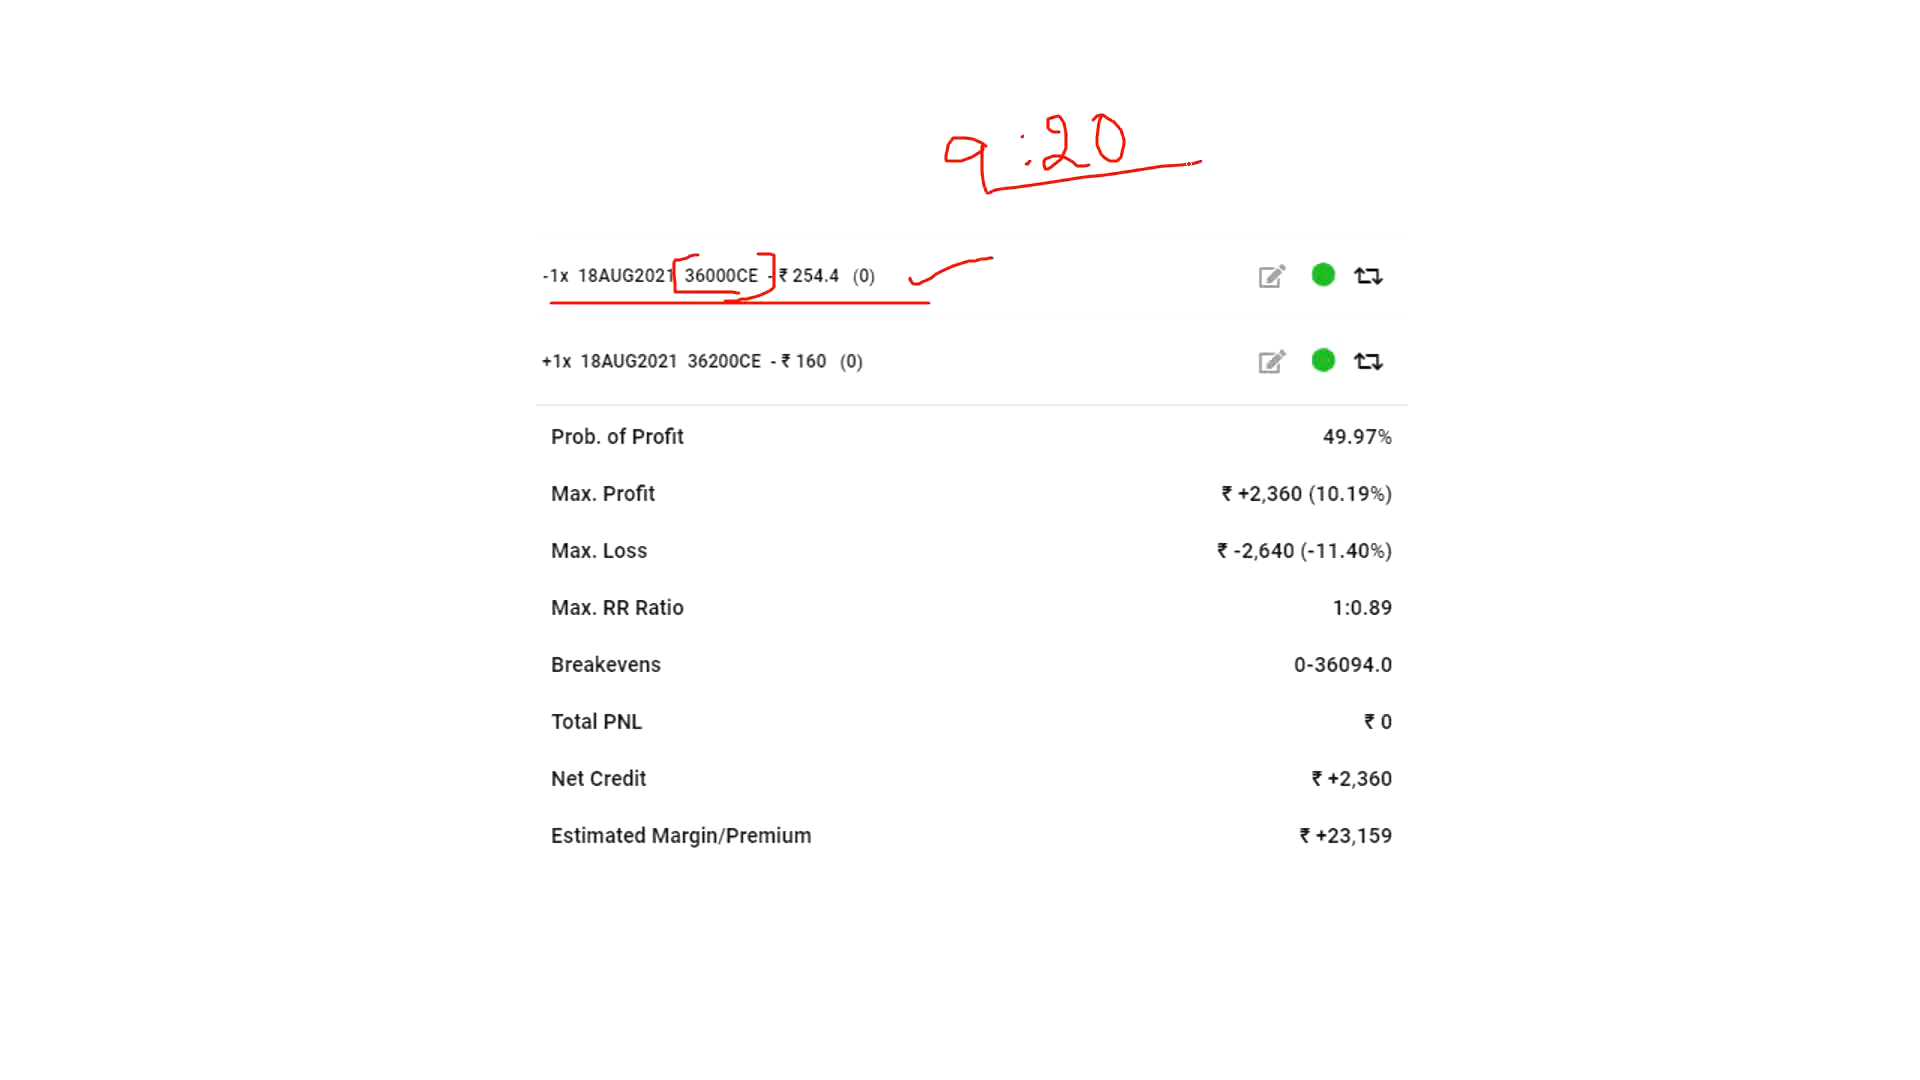 9:20
-1x 18AUG2021 36000CE - ₹ 254.4 (0)
+1x 18AUG2021 36200CE - ₹ 160 (0)
Prob. of Profit 49.97%
Max. Profit ₹ +2,360 (10.19%)
Max. Loss ₹ -2,640 (-11.40%)
Max. RR Ratio 1:0.89
Breakevens 0-36094.0
Total PNL ₹ 0
Net Credit ₹ +2,360
Estimated Margin/Premium ₹ +23,159